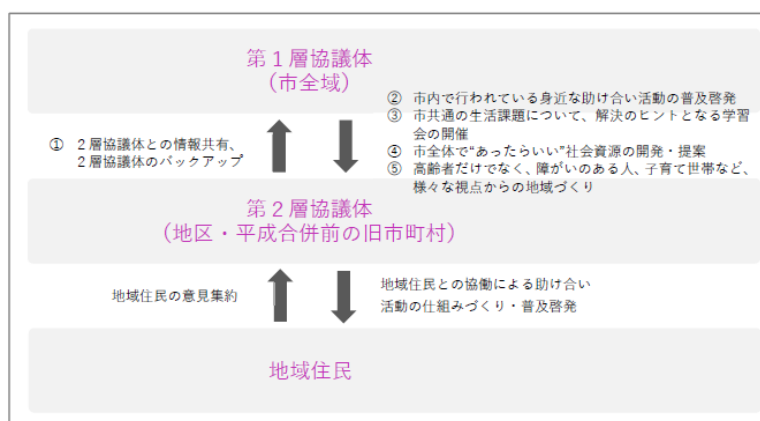 第1層協議体
(市全域)
① 2層協議体との情報共有、
2層協議体のバックアップ
② 市内で行われている身近な助け合い活動の普及啓発
③ 市共通の生活課題について、解決のヒントとなる学習
会の開催
④ 市全体で“あったらいい”社会資源の開発・提案
⑤ 高齢者だけでなく、障がいのある人、子育て世帯など、
様々な視点からの地域づくり
第2層協議体
(地区・平成合併前の旧市町村)
地域住民の意見集約
地域住民との協働による助け合い
活動の仕組みづくり・普及啓発
地域住民